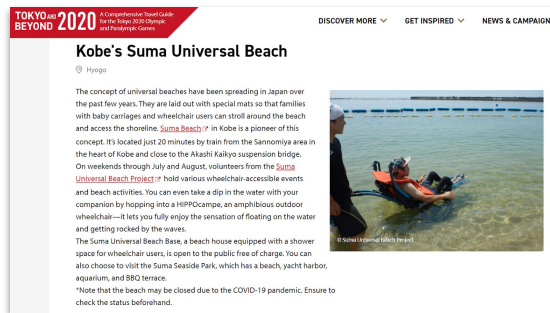 TOKYO AND BEYOND 2020
A Comprehensive Travel Guide
for the Tokyo 2020 Olympic
and Paralympic Games
DISCOVER MORE GET INSPIRED NEWS & CAMPAIGN
Kobe's Suma Universal Beach
Hyogo
The concept of universal beaches have been spreading in Japan over
the past few years. They are laid out with special mats so that families
with baby carriages and wheelchair users can stroll around the beach
and access the shoreline. Suma Beach in Kobe is a pioneer of this
concept. It's located just 20 minutes by train from the Sannomiya area in
the heart of Kobe and close to the Akashi Kaikyo suspension bridge.
On weekends through July and August, volunteers from the Suma
Universal Beach Project hold various wheelchair-accessible events
and beach activities. You can even take a dip in the water with your
companion by hopping into a HIPPOcampe, an amphibious outdoor
wheelchair—it lets you fully enjoy the sensation of floating on the water
and getting rocked by the waves.
The Suma Universal Beach Base, a beach house equipped with a shower
space for wheelchair users, is open to the public free of charge. You can
also choose to visit the Suma Seaside Park, which has a beach, yacht harbor,
aquarium, and BBQ terrace.
*Note that the beach may be closed due to the COVID-19 pandemic. Ensure to
check the status beforehand.
© Suma Universal Beach Project